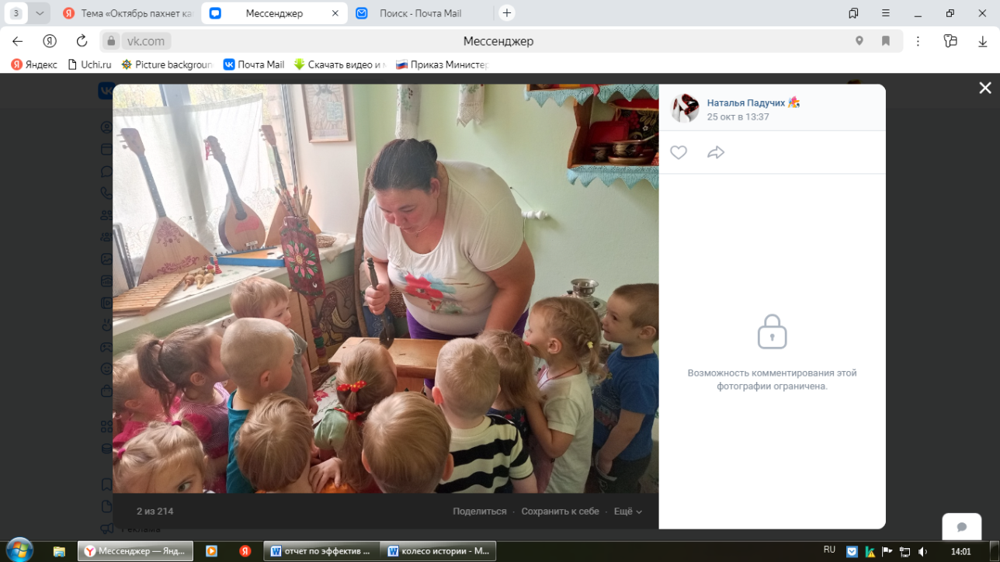 3
Тема «Октябрь пахнет ка
Мессенджер
Поиск - Почта Mail
vk.com
Мессенджер
Яндекс
Uchi.ru
Picture backgroun
Почта Mail
Скачать видео и м
Приказ Министер
Наталья Падучих
25 окт в 13:37
Возможность комментирования этой
фотографии ограничена.
2 из 214
Поделиться · Сохранить к себе · Ещё
Реклама
Мессенджер — Янд...
отчет по эффектив ...
колесо истории - M...
RU
14:01